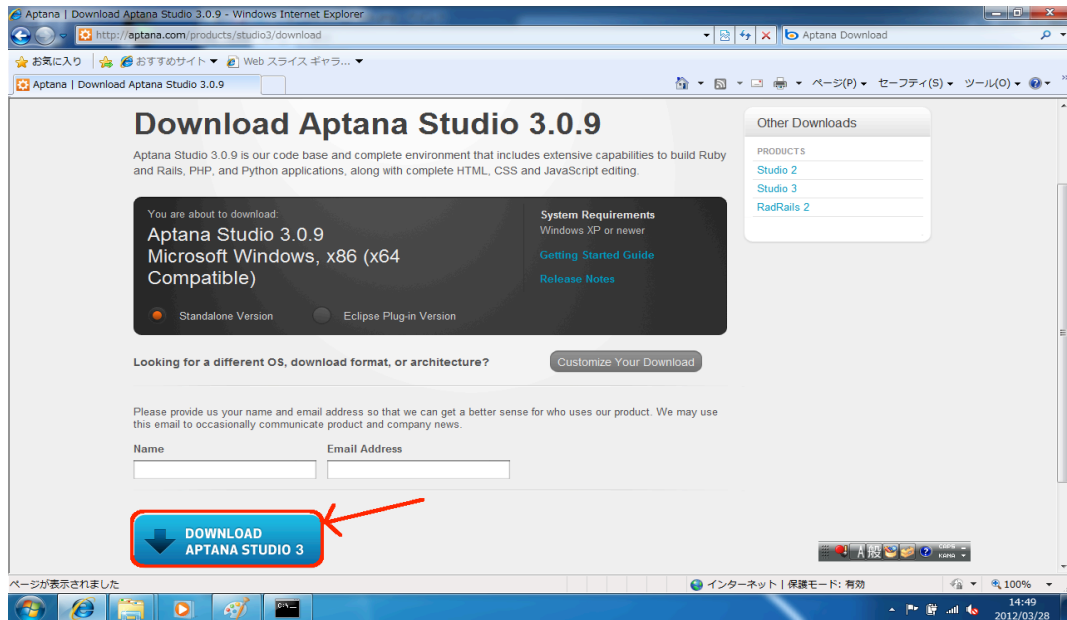 Aptana | Download Aptana Studio 3.0.9 - Windows Internet Explorer
http://aptana.com/products/studio3/download
Aptana Download
お気に入り
おすすめサイト ▼
Web スライス ギャラ... ▼
Aptana | Download Aptana Studio 3.0.9
ページ(P) ▼ セーフティ(S) ▼ ツール(O) ▼
Download Aptana Studio 3.0.9
Aptana Studio 3.0.9 is our code base and complete environment that includes extensive capabilities to build Ruby
and Rails, PHP, and Python applications, along with complete HTML, CSS and JavaScript editing.
You are about to download:
Aptana Studio 3.0.9
Microsoft Windows, x86 (x64
Compatible)
Standalone Version
Eclipse Plug-in Version
System Requirements
Windows XP or newer
Getting Started Guide
Release Notes
Other Downloads
PRODUCTS
Studio 2
Studio 3
RadRails 2
Looking for a different OS, download format, or architecture?
Customize Your Download
Please provide us your name and email address so that we can get a better sense for who uses our product. We may use
this email to occasionally communicate product and company news.
Name
Email Address
DOWNLOAD
APTANA STUDIO 3
A 般
CAPS
KANA
ページが表示されました
インターネット | 保護モード: 有効
100%
14:49
2012/03/28